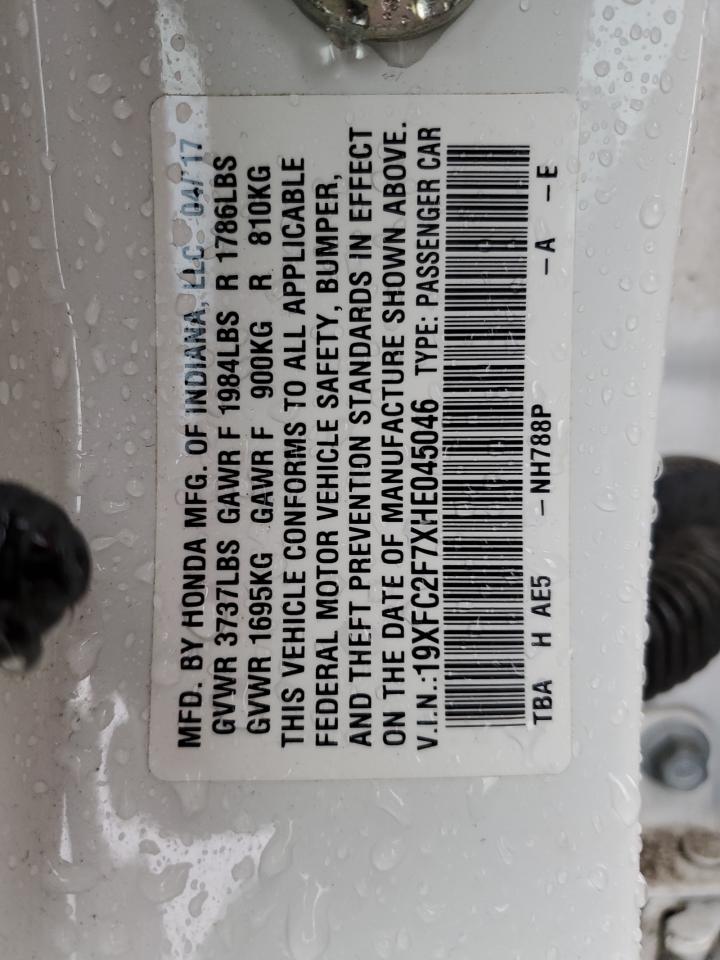 MFD. BY HONDA MFG. OF INDIANA, LLC. 04/17
GVWR 3737LBS GAWR F 1984LBS R 1786LBS
GVWR 1695KG GAWR F 900KG R 810KG
THIS VEHICLE CONFORMS TO ALL APPLICABLE
FEDERAL MOTOR VEHICLE SAFETY, BUMPER,
AND THEFT PREVENTION STANDARDS IN EFFECT
ON THE DATE OF MANUFACTURE SHOWN ABOVE.
V.I.N.:19XFC2F7XHE045046 TYPE: PASSENGER CAR
TBA H AE5 -NH788P -A -E